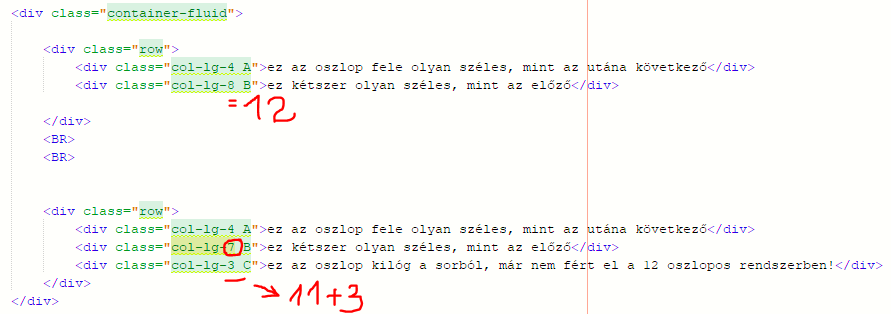 <div class="container-fluid">
<div class="row">
<div class="col-lg-4 A">ez az oszlop fele olyan széles, mint az utána következő</div>
<div class="col-lg-8 B">ez kétszer olyan széles, mint az előző</div>
=12
</div>
<BR>
<BR>
<div class="row">
<div class="col-lg-4 A">ez az oszlop fele olyan széles, mint az utána következő</div>
<div class="col-lg-7 B">ez kétszer olyan széles, mint az előző</div>
<div class="col-lg-3 C">ez az oszlop kilóg a sorból, már nem fért el a 12 oszlopos rendszerben!</div>
</div>
→ 11+3
</div>